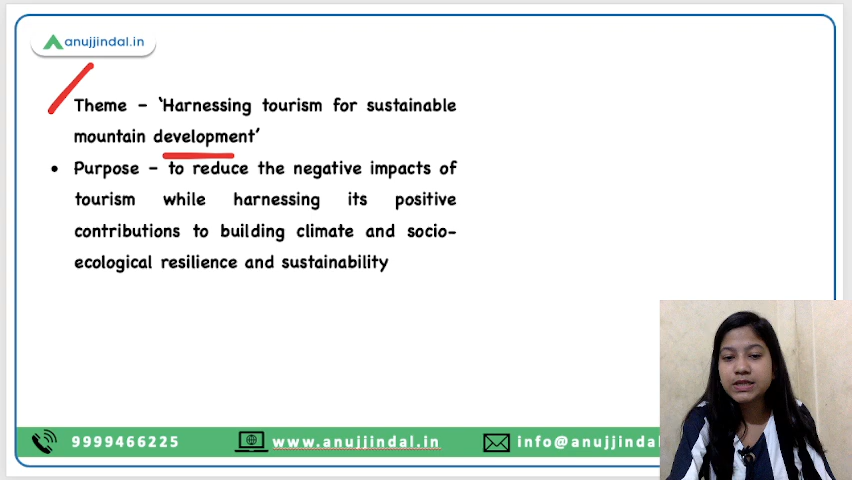 anujjindal.in
Theme – ‘Harnessing tourism for sustainable
mountain development’
• Purpose – to reduce the negative impacts of
tourism while harnessing its positive
contributions to building climate and socio-
ecological resilience and sustainability
9999466225 www.anujjindal.in info@anujjindal